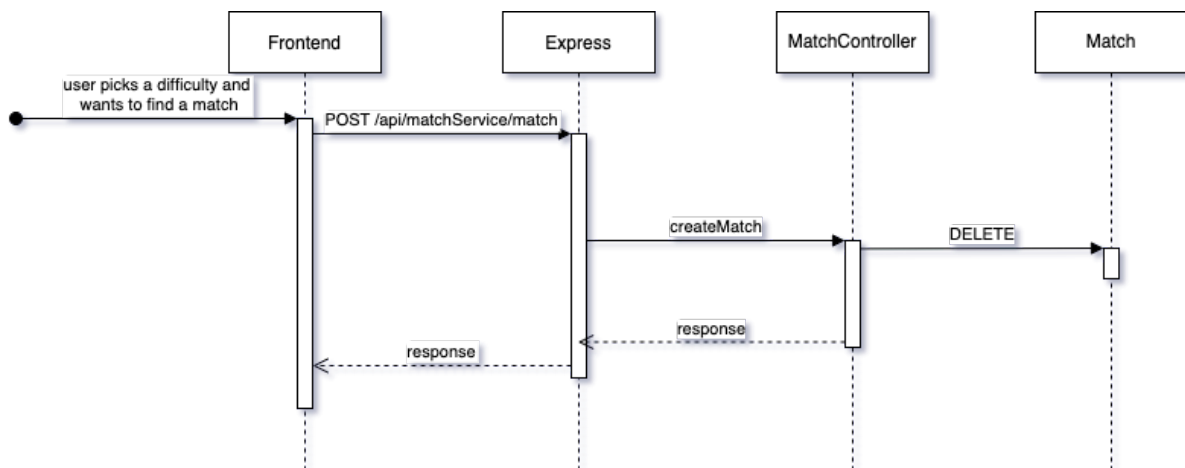 Frontend
Express
MatchController
Match
user picks a difficulty and
wants to find a match
POST /api/matchService/match
createMatch
DELETE
response
response